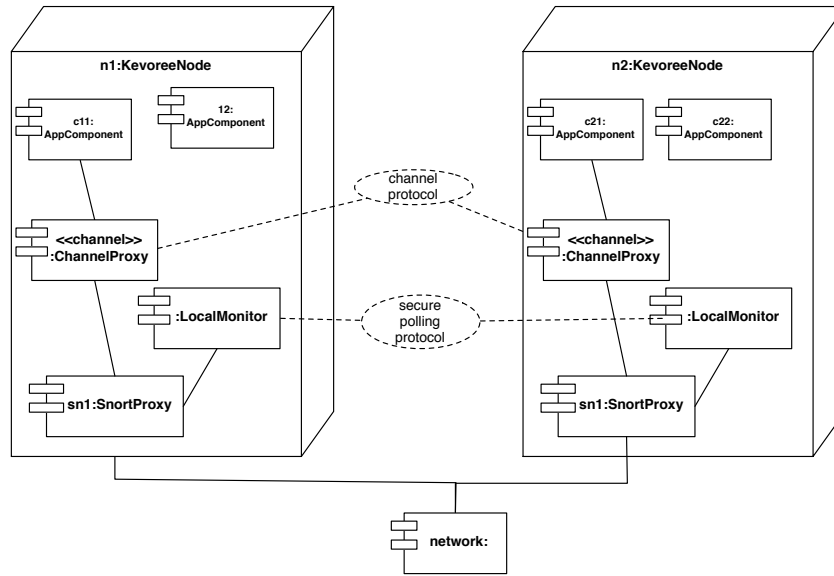 n1:KevoreeNode
c11:
AppComponent
12:
AppComponent
<<channel>>
:ChannelProxy
:LocalMonitor
sn1:SnortProxy
channel
protocol
secure
polling
protocol
n2:KevoreeNode
c21:
AppComponent
c22:
AppComponent
<<channel>>
:ChannelProxy
:LocalMonitor
sn1:SnortProxy
network: